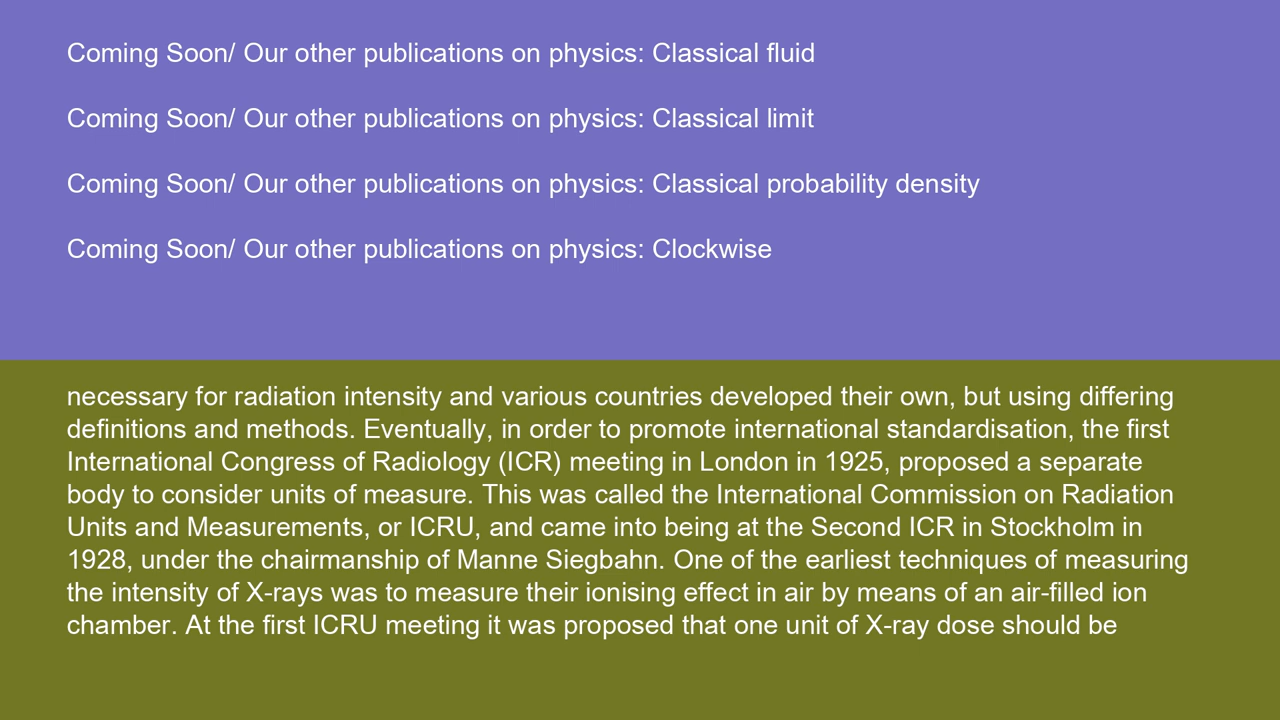 Coming Soon/ Our other publications on physics: Classical fluid
Coming Soon/ Our other publications on physics: Classical limit
Coming Soon/ Our other publications on physics: Classical probability density
Coming Soon/ Our other publications on physics: Clockwise
necessary for radiation intensity and various countries developed their own, but using differing
definitions and methods. Eventually, in order to promote international standardisation, the first
International Congress of Radiology (ICR) meeting in London in 1925, proposed a separate
body to consider units of measure. This was called the International Commission on Radiation
Units and Measurements, or ICRU, and came into being at the Second ICR in Stockholm in
1928, under the chairmanship of Manne Siegbahn. One of the earliest techniques of measuring
the intensity of X-rays was to measure their ionising effect in air by means of an air-filled ion
chamber. At the first ICRU meeting it was proposed that one unit of X-ray dose should be